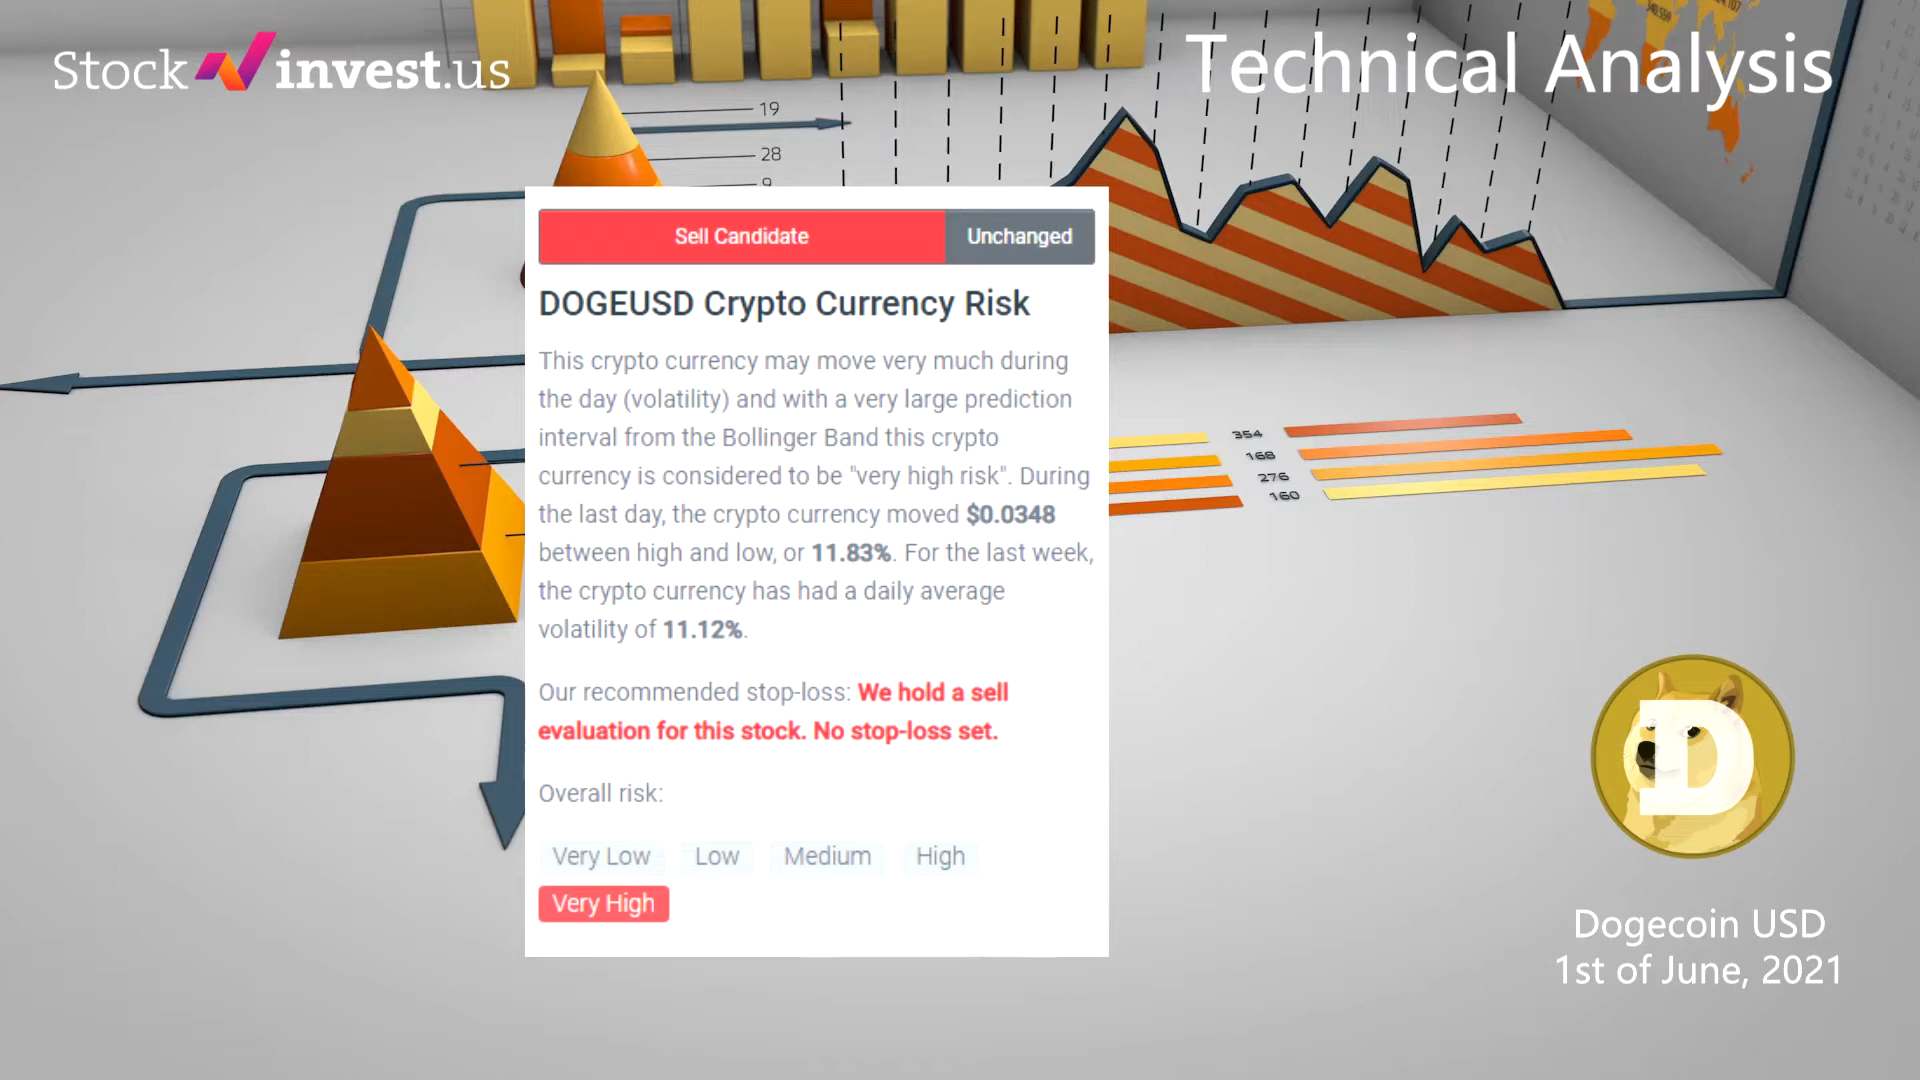 Stock invest.us
Technical Analysis
19
28
9
Sell Candidate
Unchanged
DOGEUSD Crypto Currency Risk
This crypto currency may move very much during
the day (volatility) and with a very large prediction
interval from the Bollinger Band this crypto
currency is considered to be "very high risk". During
the last day, the crypto currency moved $0.0348
between high and low, or 11.83%. For the last week,
the crypto currency has had a daily average
volatility of 11.12%.
Our recommended stop-loss: We hold a sell
evaluation for this stock. No stop-loss set.
Overall risk:
Very Low Low Medium High
Very High
354
168
276
160
D
Dogecoin USD
1st of June, 2021